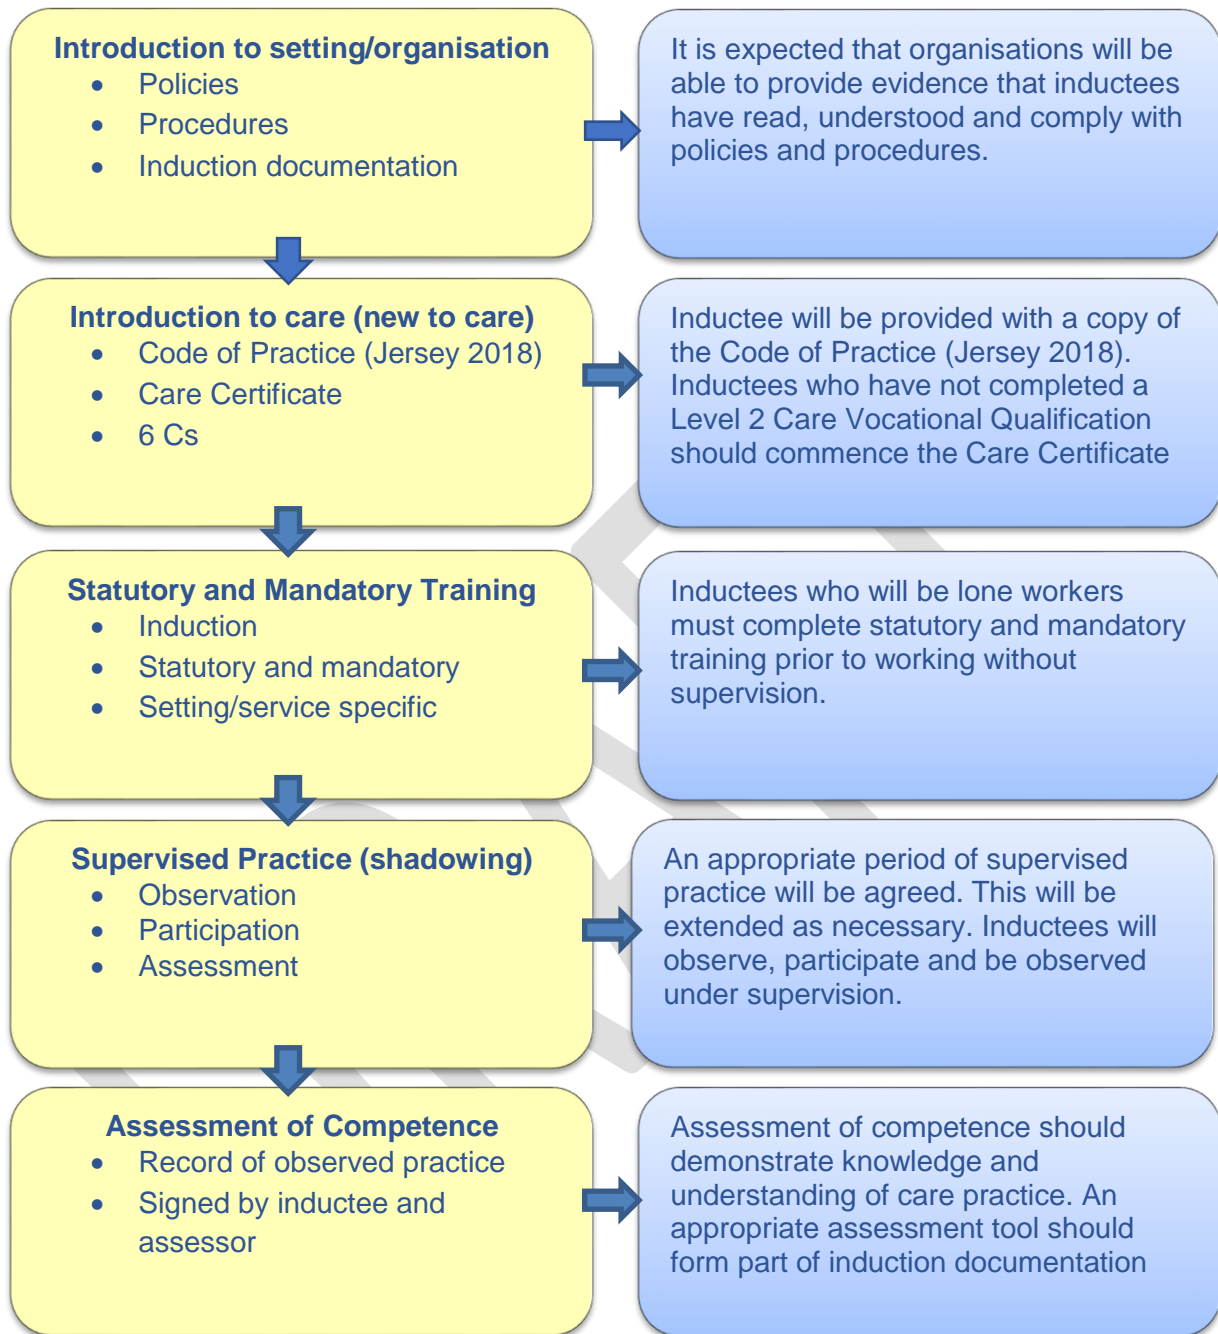 Introduction to setting/organisation
• Policies
• Procedures
• Induction documentation
It is expected that organisations will be
able to provide evidence that inductees
have read, understood and comply with
policies and procedures.
Introduction to care (new to care)
• Code of Practice (Jersey 2018)
• Care Certificate
• 6 Cs
Inductee will be provided with a copy of
the Code of Practice (Jersey 2018).
Inductees who have not completed a
Level 2 Care Vocational Qualification
should commence the Care Certificate
Statutory and Mandatory Training
• Induction
• Statutory and mandatory
• Setting/service specific
Inductees who will be lone workers
must complete statutory and mandatory
training prior to working without
supervision.
Supervised Practice (shadowing)
• Observation
• Participation
• Assessment
An appropriate period of supervised
practice will be agreed. This will be
extended as necessary. Inductees will
observe, participate and be observed
under supervision.
Assessment of Competence
• Record of observed practice
• Signed by inductee and
assessor
Assessment of competence should
demonstrate knowledge and
understanding of care practice. An
appropriate assessment tool should
form part of induction documentation